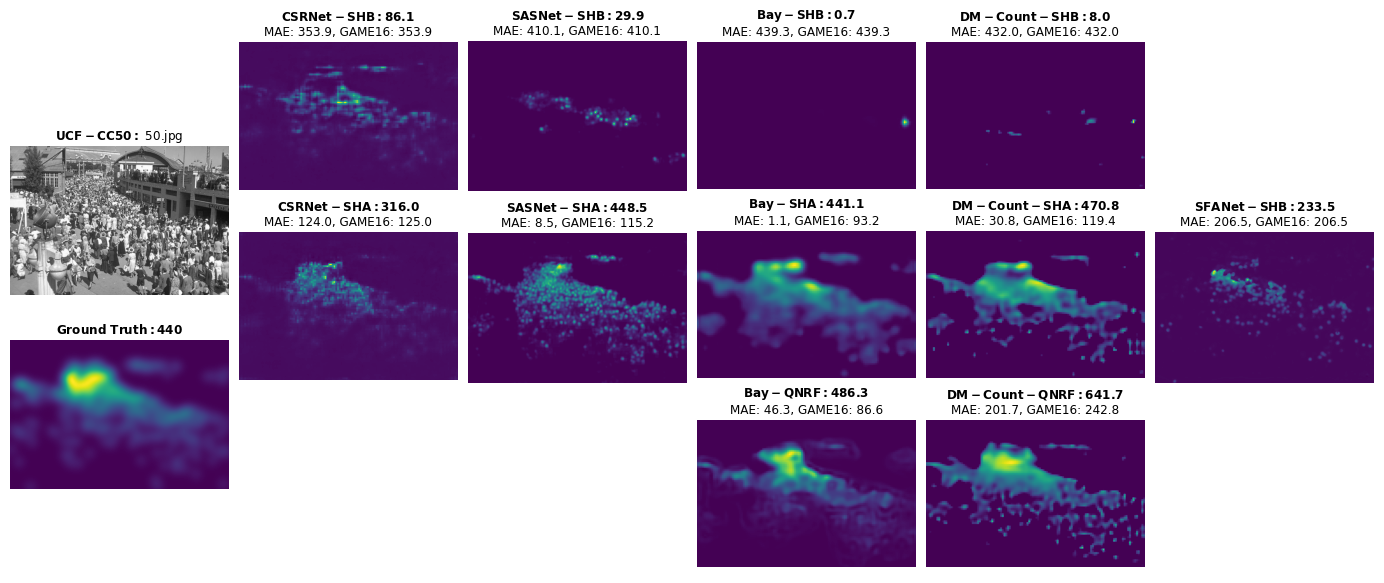 CSRNet−SHB: 86.1
MAE: 353.9, GAME16: 353.9
SASNet−SHB: 29.9
MAE: 410.1, GAME16: 410.1
Bay−SHB: 0.7
MAE: 439.3, GAME16: 439.3
DM−Count−SHB: 8.0
MAE: 432.0, GAME16: 432.0
UCF−CC50: 50.jpg
CSRNet−SHA: 316.0
MAE: 124.0, GAME16: 125.0
SASNet−SHA: 448.5
MAE: 8.5, GAME16: 115.2
Bay−SHA: 441.1
MAE: 1.1, GAME16: 93.2
DM−Count−SHA: 470.8
MAE: 30.8, GAME16: 119.4
SFANet−SHB: 233.5
MAE: 206.5, GAME16: 206.5
Ground Truth: 440
Bay−QNRF: 486.3
MAE: 46.3, GAME16: 86.6
DM−Count−QNRF: 641.7
MAE: 201.7, GAME16: 242.8